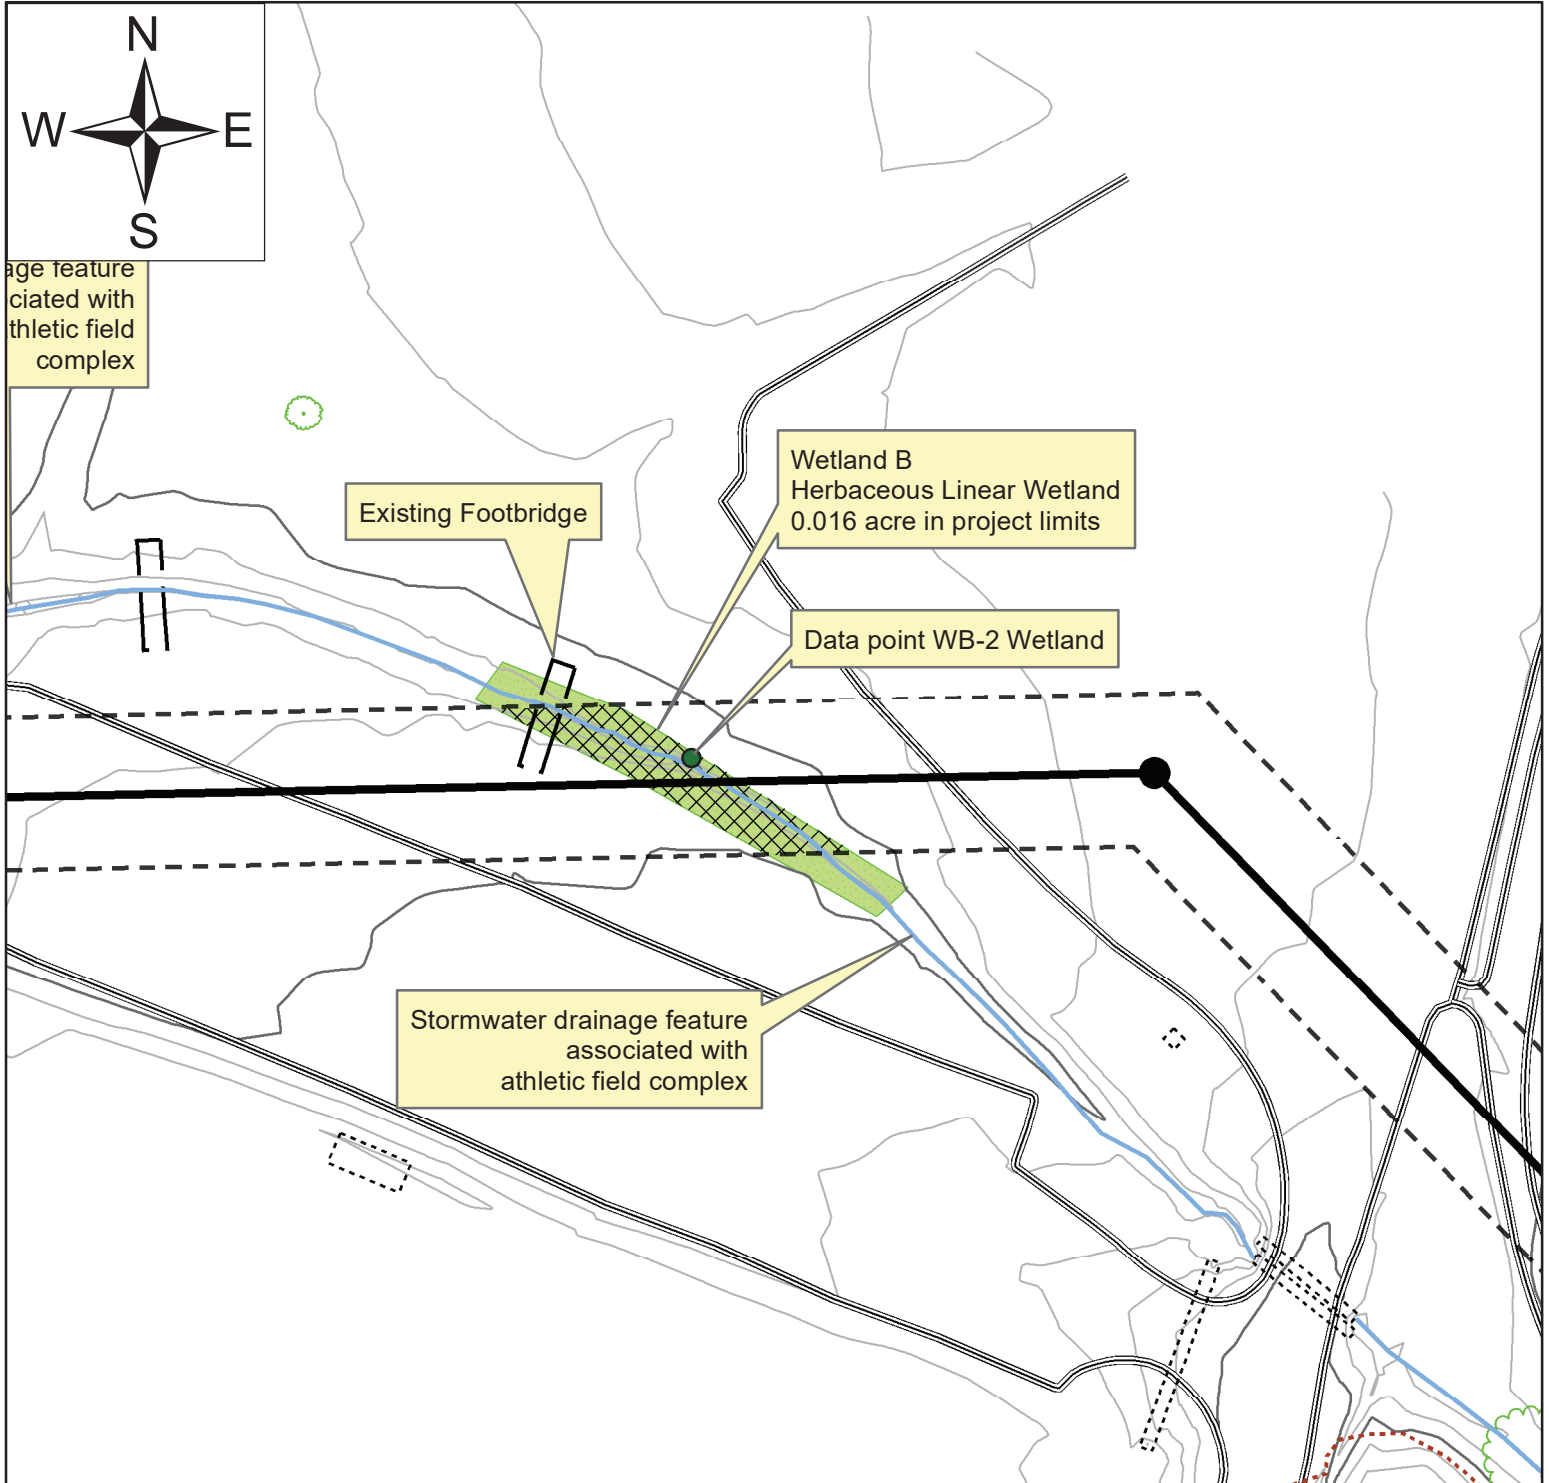 N
W E
S
age feature
ciated with
thletic field
complex
Wetland B
Herbaceous Linear Wetland
0.016 acre in project limits
Existing Footbridge
Data point WB-2 Wetland
Stormwater drainage feature
associated with
athletic field complex